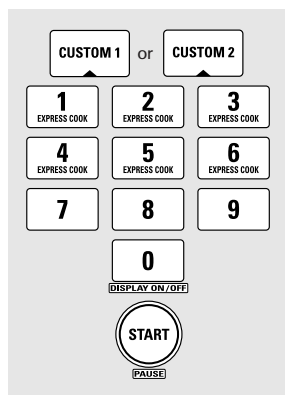 CUSTOM 1 or CUSTOM 2
1 2 3
EXPRESS COOK EXPRESS COOK EXPRESS COOK
4 5 6
EXPRESS COOK EXPRESS COOK EXPRESS COOK
7 8 9
0
DISPLAY ON/OFF
START
PAUSE